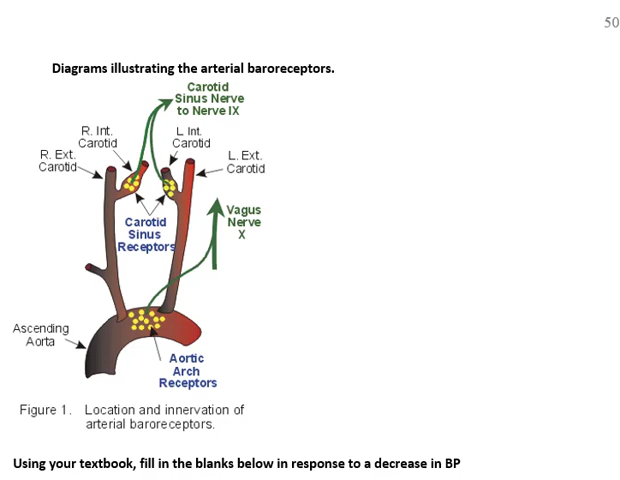 50
Diagrams illustrating the arterial baroreceptors.
Carotid
Sinus Nerve
to Nerve IX
R. Int.
Carotid
L Int.
Carotid
R. Ext.
Carotid
L. Ext.
Carotid
Carotid
Sinus
Receptors
Vagus
Nerve
X
Ascending
Aorta
Aortic
Arch
Receptors
Figure 1. Location and innervation of
arterial baroreceptors.
Using your textbook, fill in the blanks below in response to a decrease in BP